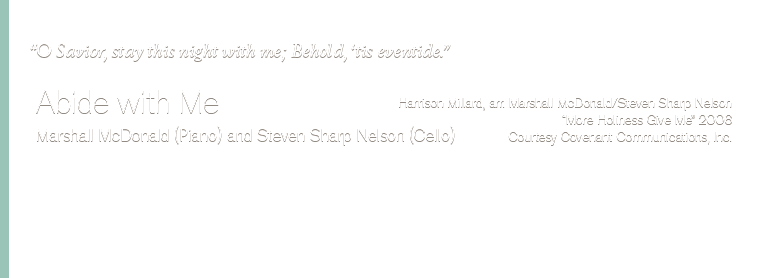 "O Savior, stay this night with me; Behold, 'tis eventide."
Abide with Me
Marshall McDonald (Piano) and Steven Sharp Nelson (Cello)
Harrison Millard, arr. Marshall McDonald/Steven Sharp Nelson
"More Holiness Give Me" 2008
Courtesy Covenant Communications, Inc.